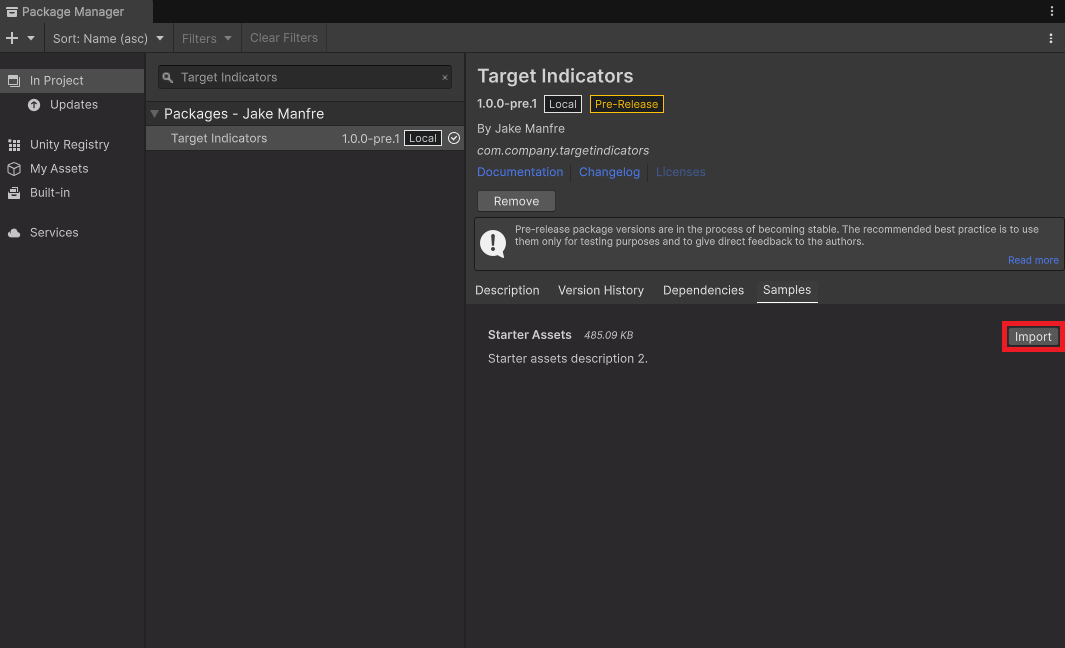 Package Manager
Sort: Name (asc) Filters Clear Filters
In Project
Updates
Unity Registry
My Assets
Built-in
Services
Target Indicators ×
Packages - Jake Manfre
Target Indicators 1.0.0-pre.1 Local
Target Indicators
1.0.0-pre.1 Local Pre-Release
By Jake Manfre
com.company.targetindicators
Documentation Changelog Licenses
Remove
Pre-release package versions are in the process of becoming stable. The recommended best practice is to use
them only for testing purposes and to give direct feedback to the authors.
Read more
Description Version History Dependencies Samples
Starter Assets 485.09 KB Import
Starter assets description 2.